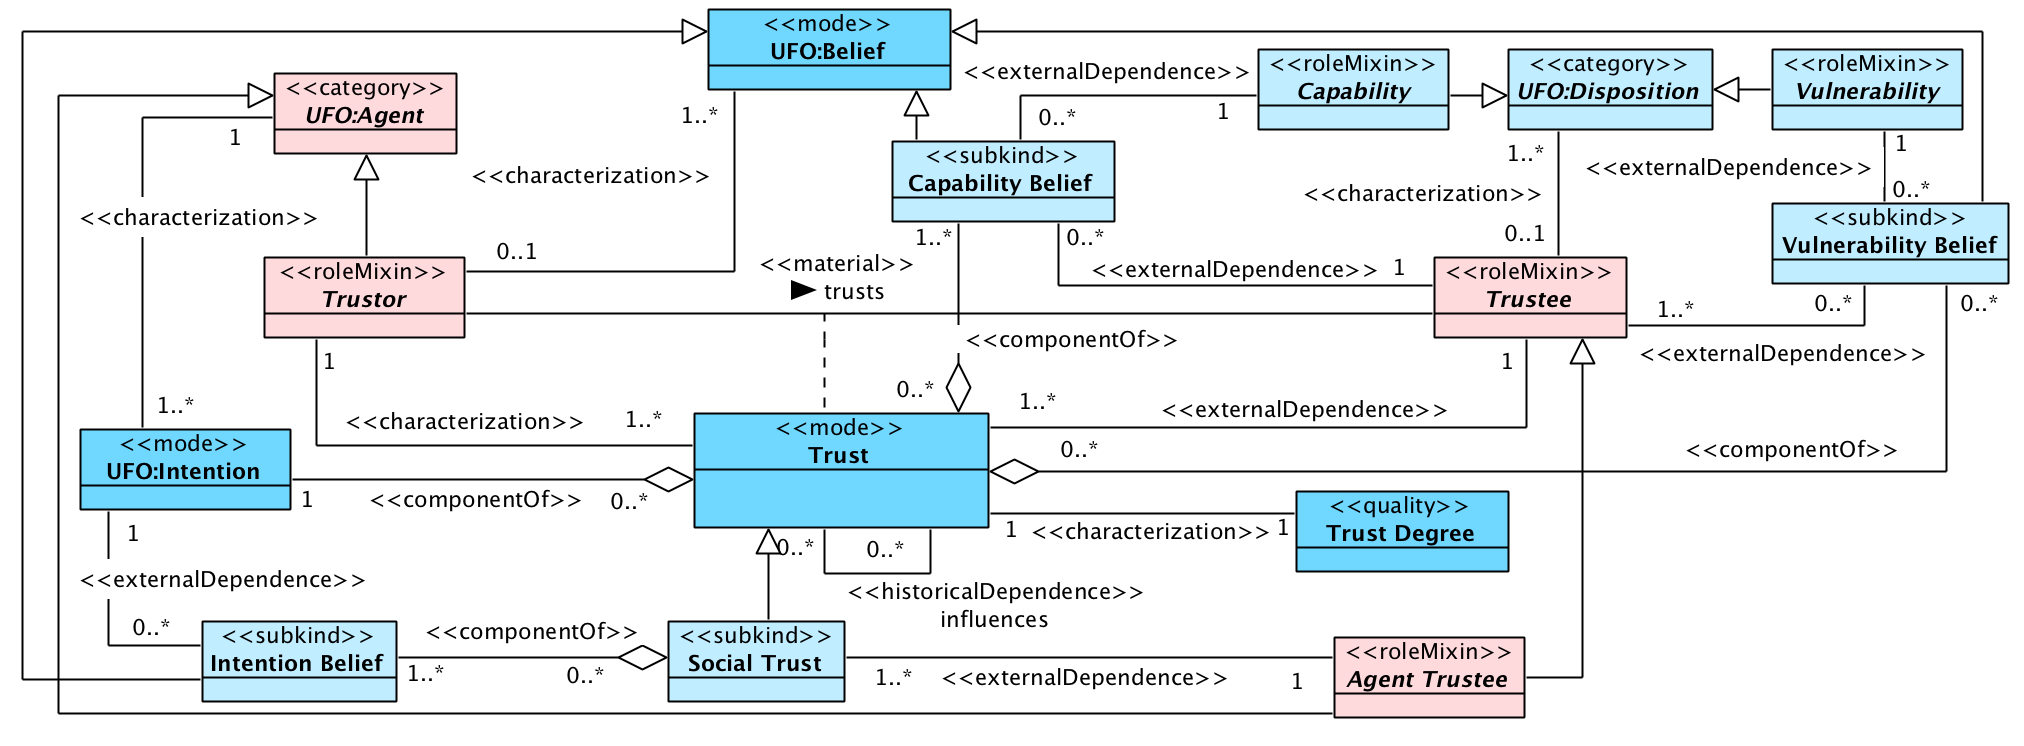 <<mode>>
UFO:Belief
<<category>>
UFO:Agent
1
1..*
<<externalDependence>>
0..*
1
<<roleMixin>>
Capability
<<category>>
UFO:Disposition
<<roleMixin>>
Vulnerability
<<characterization>>
<<subkind>>
Capability Belief
1..*
<<externalDependence>>
1
0..*
<<characterization>>
<<characterization>>
0..1
<<subkind>>
Vulnerability Belief
0..1
<<material>>
trusts
1..*
0..*
<<externalDependence>>
1
<<roleMixin>>
Trustor
<<roleMixin>>
Trustee
1..*
0..*
0..*
<<externalDependence>>
1
<<componentOf>>
1
1..*
<<characterization>>
1..*
0..*
1..*
<<externalDependence>>
<<mode>>
UFO:Intention
<<mode>>
Trust
0..*
<<componentOf>>
1
<<componentOf>>
0..*
1
<<characterization>>
1
<<quality>>
Trust Degree
1
0..*
0..*
<<externalDependence>>
<<historicalDependence>>
influences
0..*
<<subkind>>
Intention Belief
<<componentOf>>
1..*
0..*
<<subkind>>
Social Trust
1..*
<<externalDependence>>
1
<<roleMixin>>
Agent Trustee